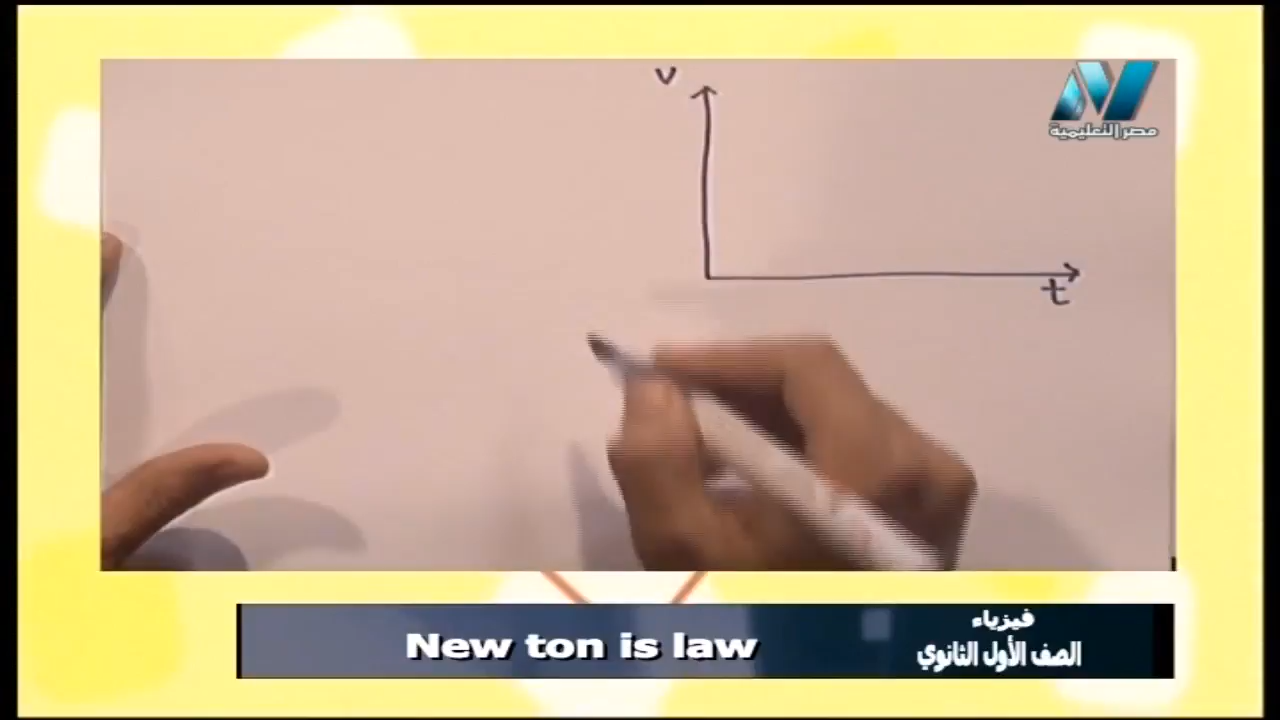 v
مصر التعليمية
t
فيزياء
New ton is law
الصف الأول الثانوي